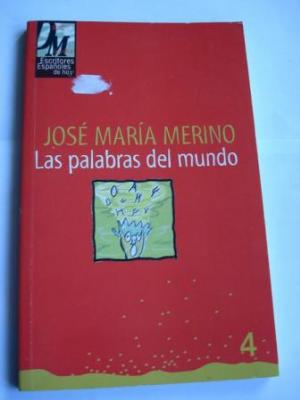 M
Escritores
Españoles
de hoy
JOSÉ MARÍA MERINO
Las palabras del mundo
4